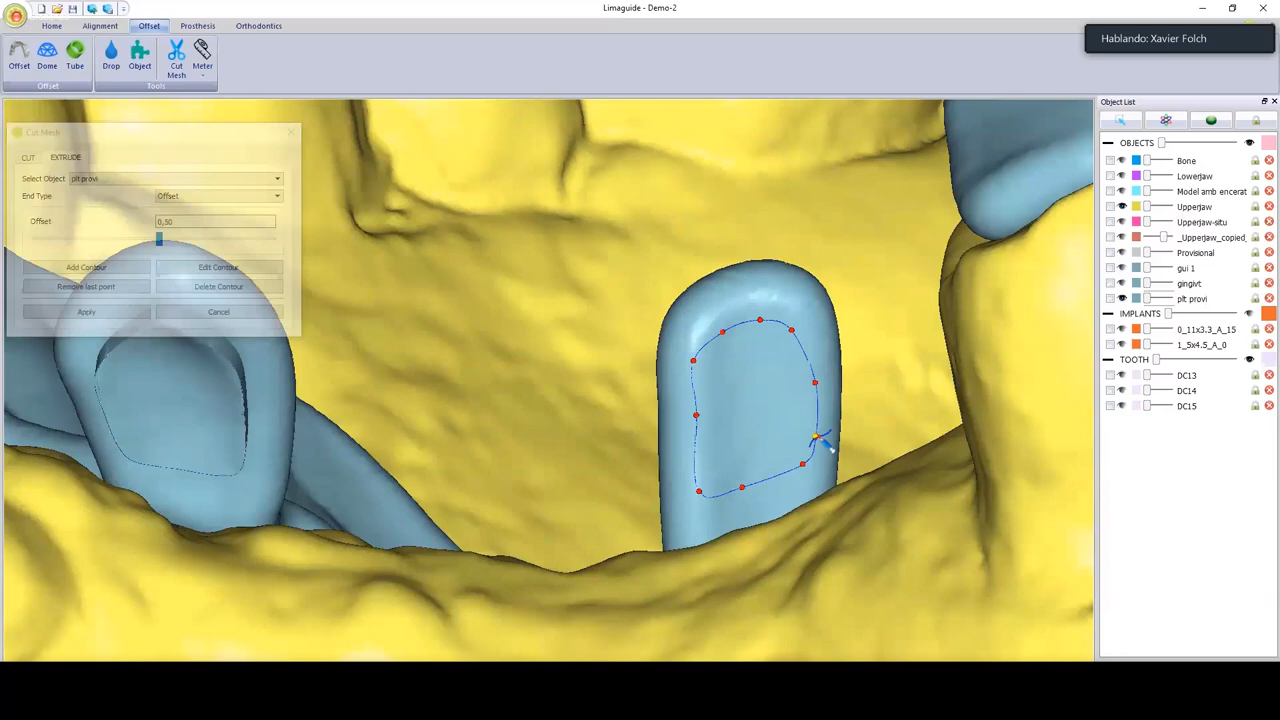 Limaguide - Demo-2
Home Alignment Offset Prosthesis Orthodontics
Hablando: Xavier Folch
Offset Dome Tube Drop Object Cut Mesh Meter
Offset Tools
Object List
Cut Mesh
CUT EXTRUDE
Select Object plt provi
End Type Offset
Offset 0,50
Add Contour Edit Contour
Remove last point Delete Contour
Apply Cancel
OBJECTS
Bone
Lowerjaw
Model amb encerat
Upperjaw
Upperjaw-situ
_Upperjaw_copied_
Provisional
gui 1
gingivt
plt provi
IMPLANTS
0_11x3.3_A_15
1_5x4.5_A_0
TOOTH
DC13
DC14
DC15